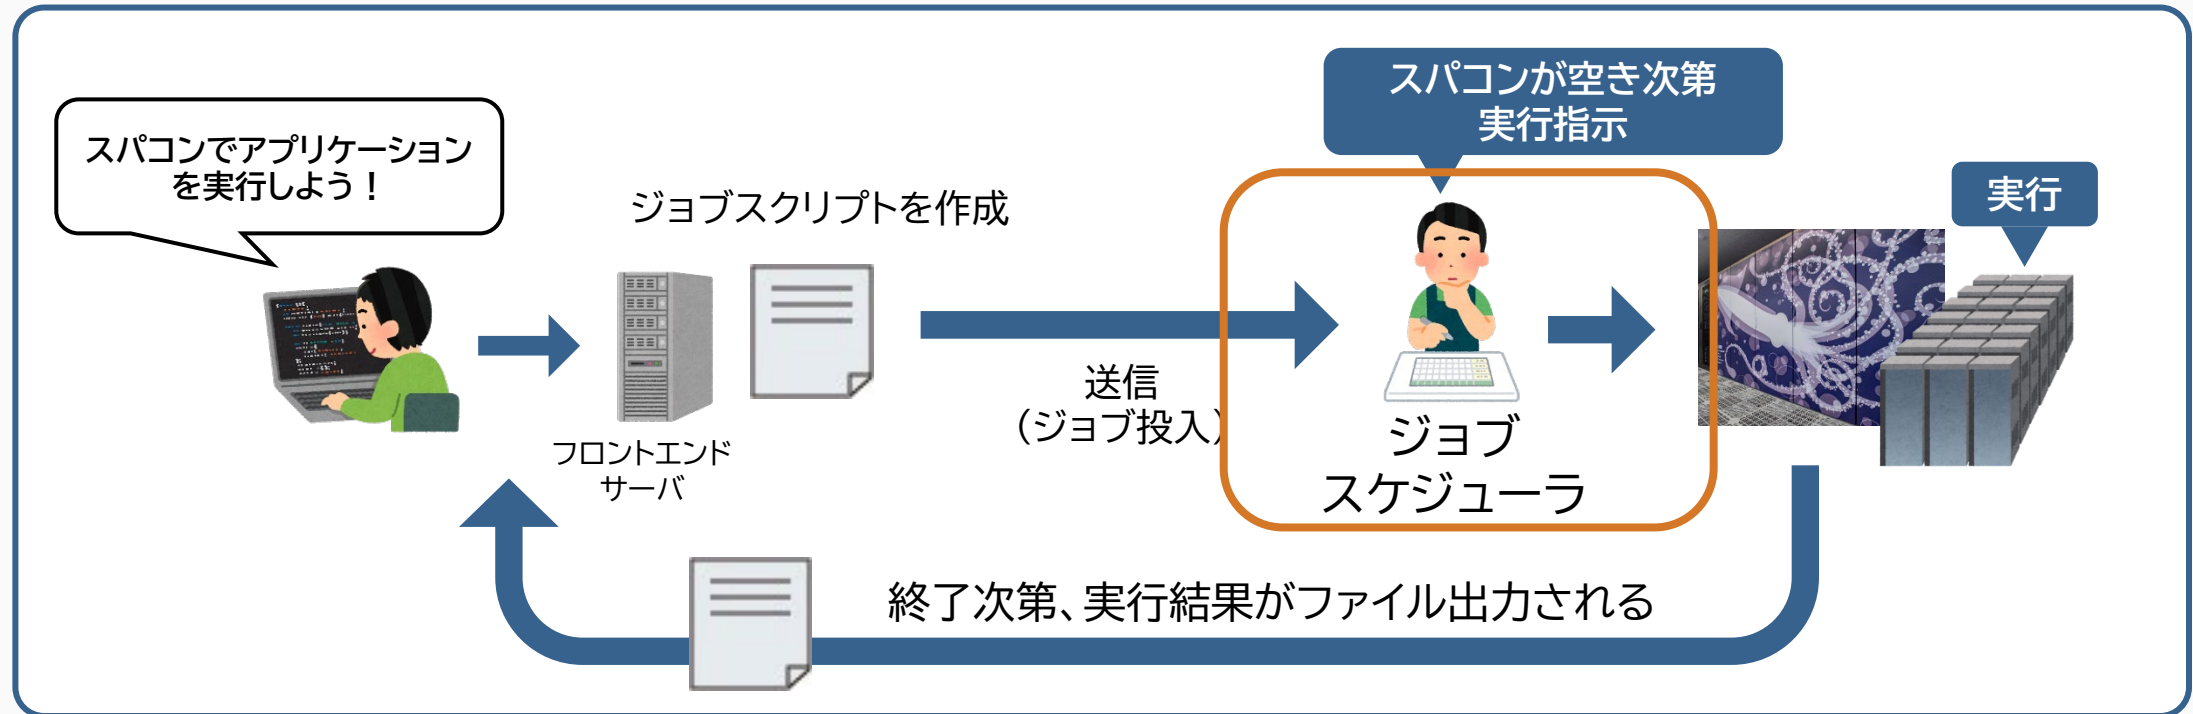 スパコンでアプリケーション
を実行しよう！
ジョブスクリプトを作成
フロントエンド
サーバ
送信
（ジョブ投入）
スパコンが空き次第
実行指示
ジョブ
スケジューラ
実行
終了次第、実行結果がファイル出力される